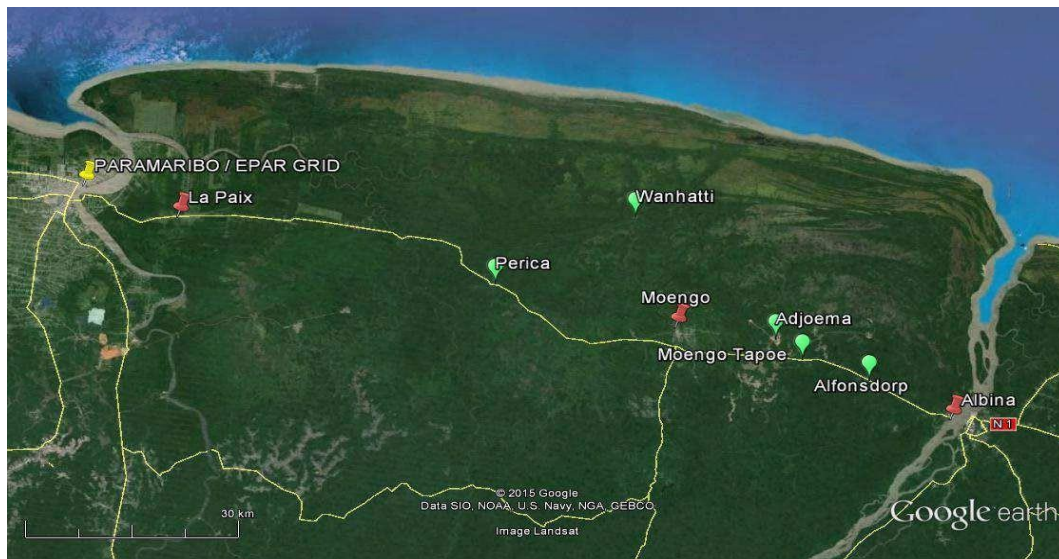 PARAMARIBO / EPAR GRID
La Paix
Wanhatti
Perica
Moengo
Adjoema
Moengo Tapoe
Alfonsdorp
Albina
N 1
© 2015 Google
Data SIO, NOAA, U.S. Navy, NGA, GEBCO
Image Landsat
30 km
Google earth